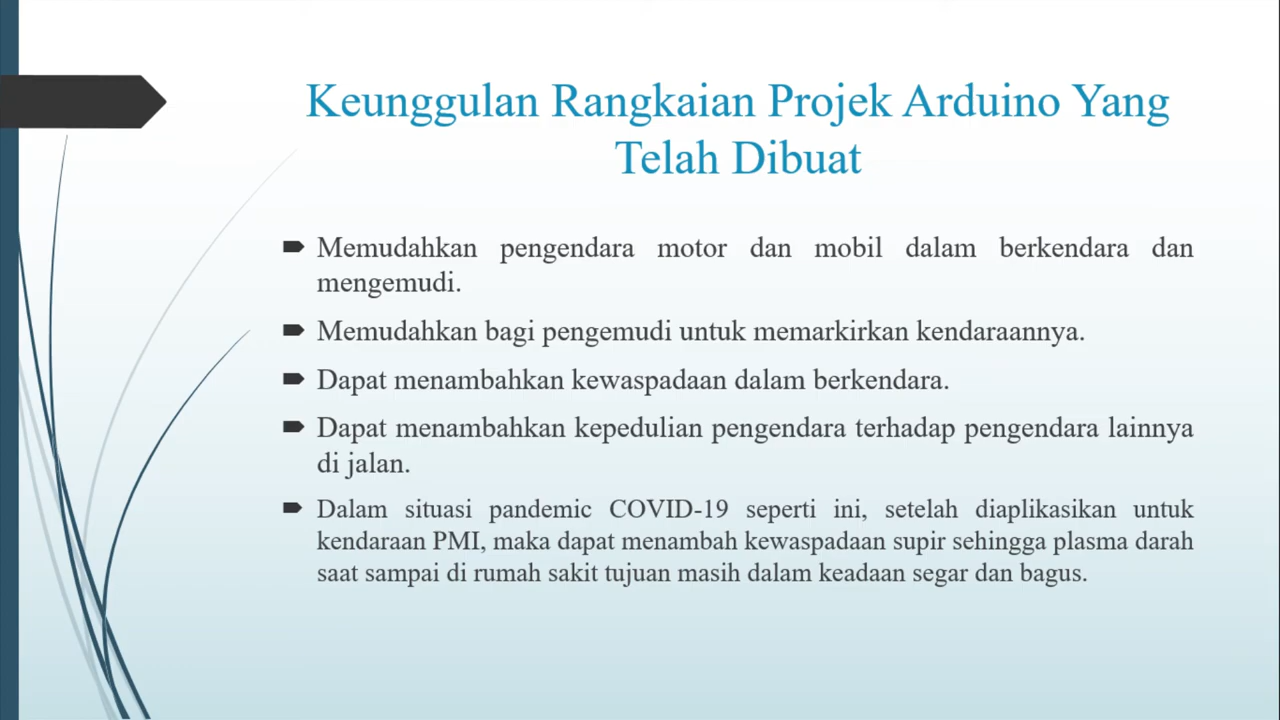 Keunggulan Rangkaian Projek Arduino Yang
Telah Dibuat
Memudahkan pengendara motor dan mobil dalam berkendara dan
mengemudi.
Memudahkan bagi pengemudi untuk memarkirkan kendaraannya.
Dapat menambahkan kewaspadaan dalam berkendara.
Dapat menambahkan kepedulian pengendara terhadap pengendara lainnya
di jalan.
Dalam situasi pandemic COVID-19 seperti ini, setelah diaplikasikan untuk
kendaraan PMI, maka dapat menambah kewaspadaan supir sehingga plasma darah
saat sampai di rumah sakit tujuan masih dalam keadaan segar dan bagus.